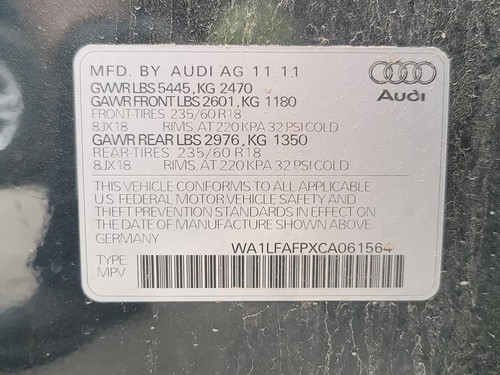 MFD. BY AUDI AG 11 11
Audi
GVWR LBS 5445, KG 2470
GAWR FRONT LBS 2601, KG 1180
FRONT-TIRES 235/60 R18
8JX18 RIMS, AT 220 KPA 32 PSI COLD
GAWR REAR LBS 2976, KG 1350
REAR-TIRES 235/60 R18
8JX18 RIMS, AT 220 KPA 32 PSI COLD
THIS VEHICLE CONFORMS TO ALL APPLICABLE
U.S. FEDERAL MOTOR VEHICLE SAFETY AND
THEFT PREVENTION STANDARDS IN EFFECT ON
THE DATE OF MANUFACTURE SHOWN ABOVE
GERMANY
WA1LFAFPXCA061564
TYPE
MPV